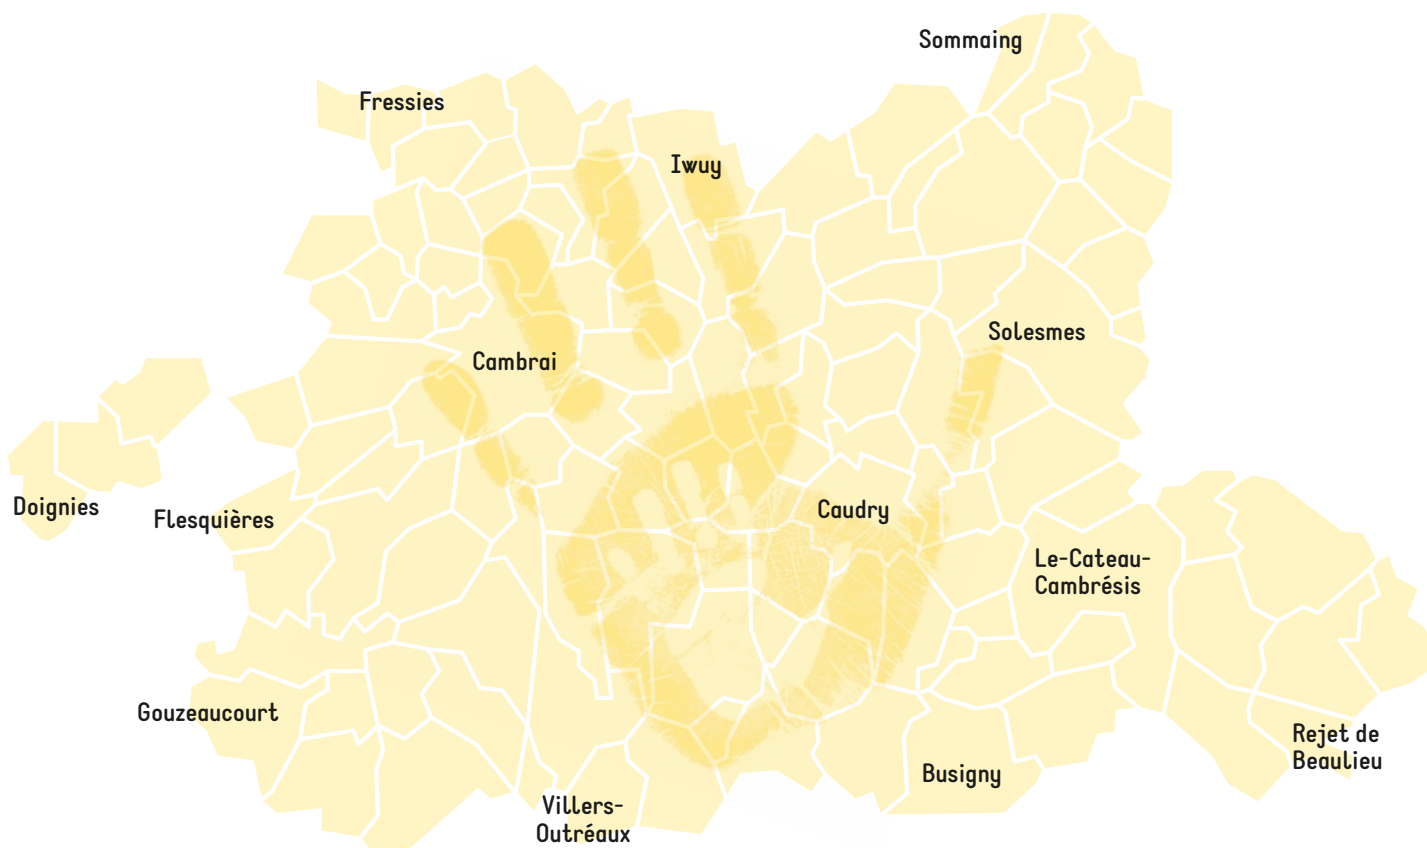 Sommaing
Fressies
Iwuy
Solesmes
Cambrai
Doignies
Flesquières
Caudry
Le-Cateau-
Cambrésis
Gouzeaucourt
Rejet de
Beaulieu
Busigny
Villers-
Outréaux